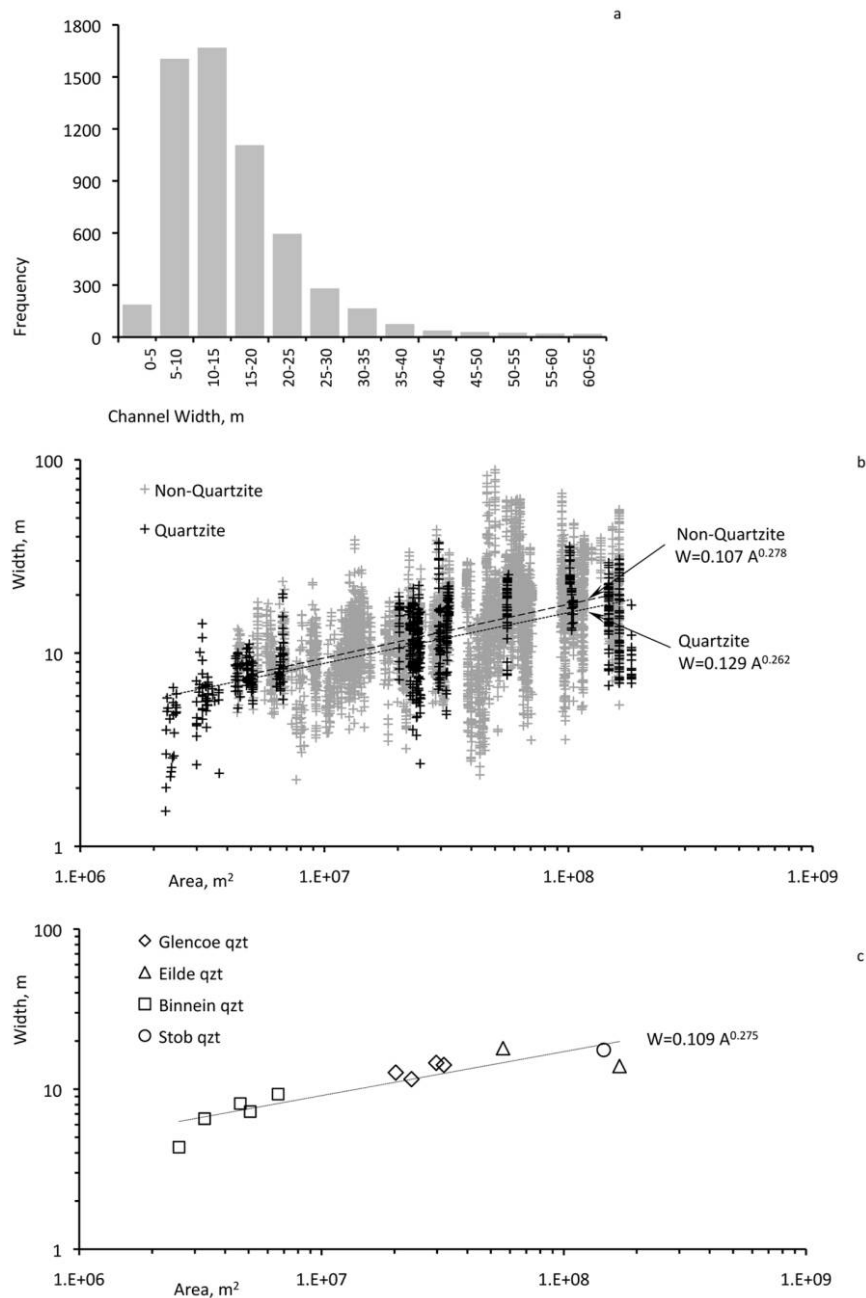 a
1800
1500
1200
900
600
300
0
Frequency
0-5
5-10
10-15
15-20
20-25
25-30
30-35
35-40
40-45
45-50
50-55
55-60
60-65
Channel Width, m
b
100
10
1
Width, m
Non-Quartzite
Quartzite
Non-Quartzite
W=0.107 A^0.278
Quartzite
W=0.129 A^0.262
1.E+06
1.E+07
1.E+08
1.E+09
Area, m²
c
100
10
1
Width, m
Glencoe qzt
Eilde qzt
Binnein qzt
Stob qzt
W=0.109 A^0.275
1.E+06
1.E+07
1.E+08
1.E+09
Area, m²